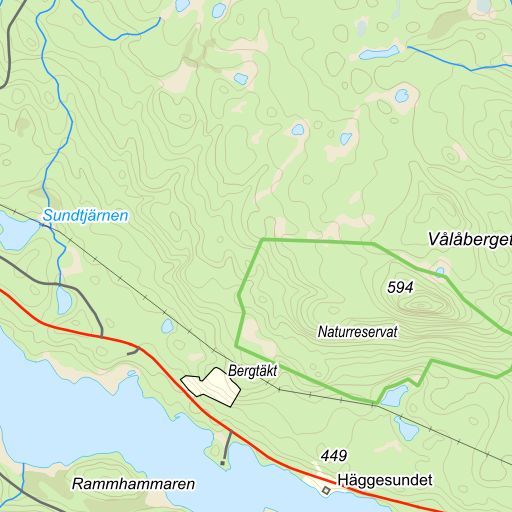 Sundtjärnen
Vålåberget
594
Naturreservat
Bergtäkt
449
Häggesundet
Rammhammaren